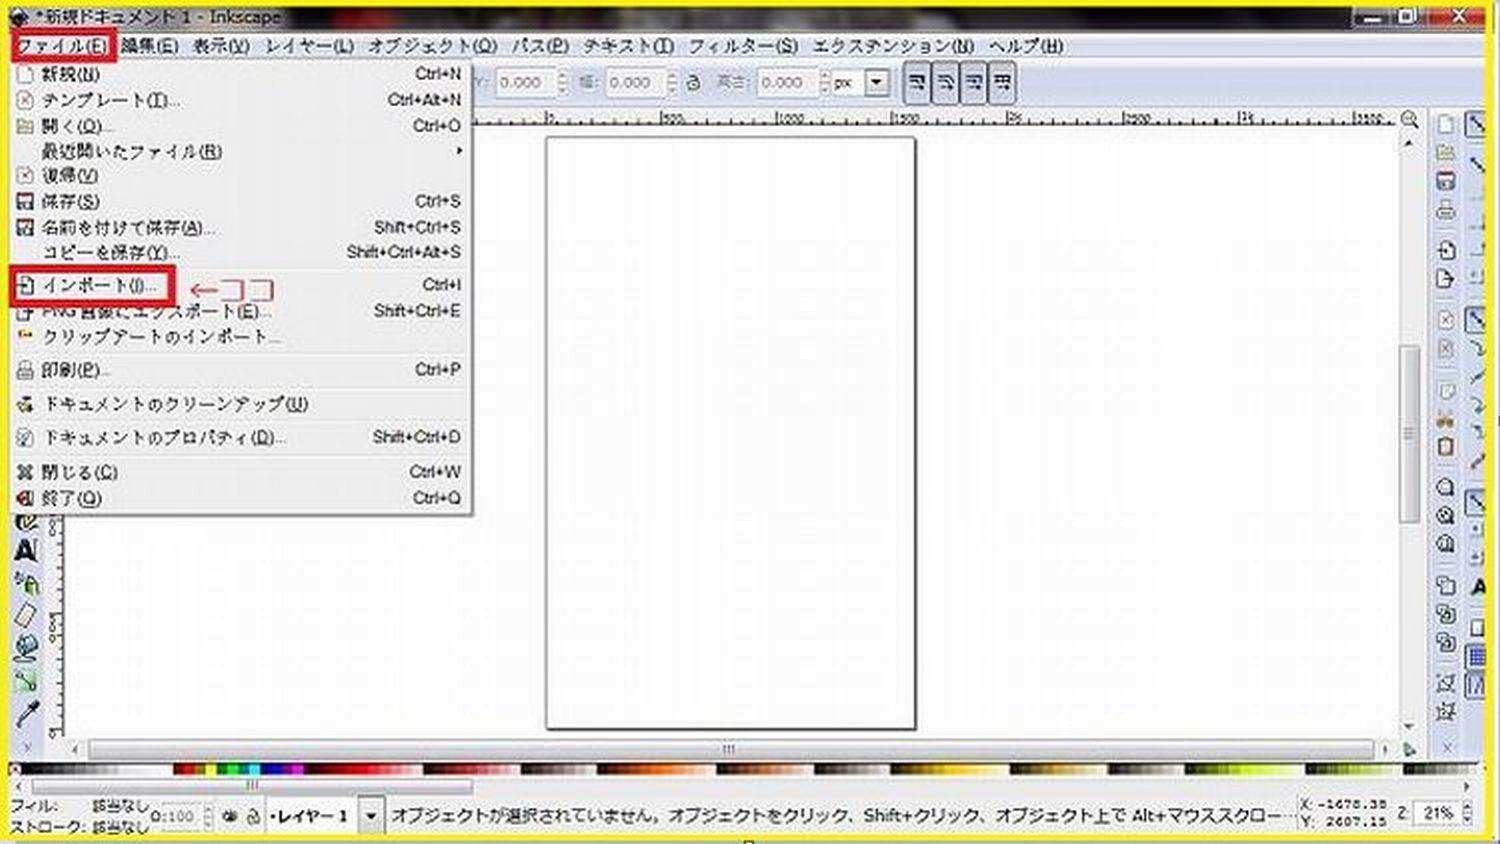 *新規ドキュメント 1 - Inkscape
ファイル(F) 編集(E) 表示(V) レイヤー(L) オブジェクト(O) パス(P) テキスト(T) フィルター(S) エクステンション(N) ヘルプ(H)
新規(N) Ctrl+N
テンプレート(T)... Ctrl+Alt+N
開く(O)... Ctrl+O
最近開いたファイル(R)
復帰(V)
保存(S) Ctrl+S
名前を付けて保存(A)... Shift+Ctrl+S
コピーを保存(Y)... Shift+Ctrl+Alt+S
インポート(I)... Ctrl+I
←ココ
PNG 画像にエクスポート(E)... Shift+Ctrl+E
クリップアートのインポート...
印刷(P)... Ctrl+P
ドキュメントのクリーンアップ(U)
ドキュメントのプロパティ(D)... Shift+Ctrl+D
閉じる(C) Ctrl+W
終了(Q) Ctrl+Q
Y: 0.000 幅: 0.000 高さ: 0.000 px
0 500 1000 1500
フィル: 該当なし
ストローク: 該当なし
O: 100
•レイヤー 1
オブジェクトが選択されていません。オブジェクトをクリック、Shift+クリック、オブジェクト上で Alt+マウススクロー…
X: -1678.38
Y: 2607.15
Z: 21%